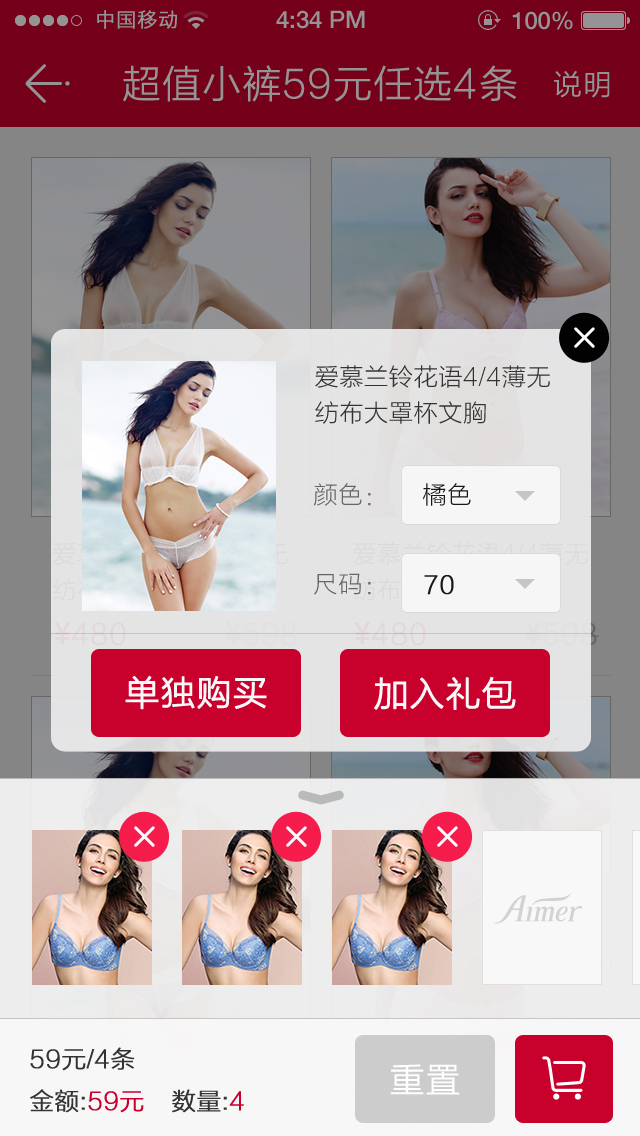 中国移动 4:34 PM 100%
超值小裤59元任选4条 说明
爱慕兰铃花语4/4薄无
纺布大罩杯文胸
颜色： 橘色
尺码： 70
¥480 ¥598 ¥480 ¥598
单独购买 加入礼包
Aimer
59元/4条
金额:59元 数量:4
重置